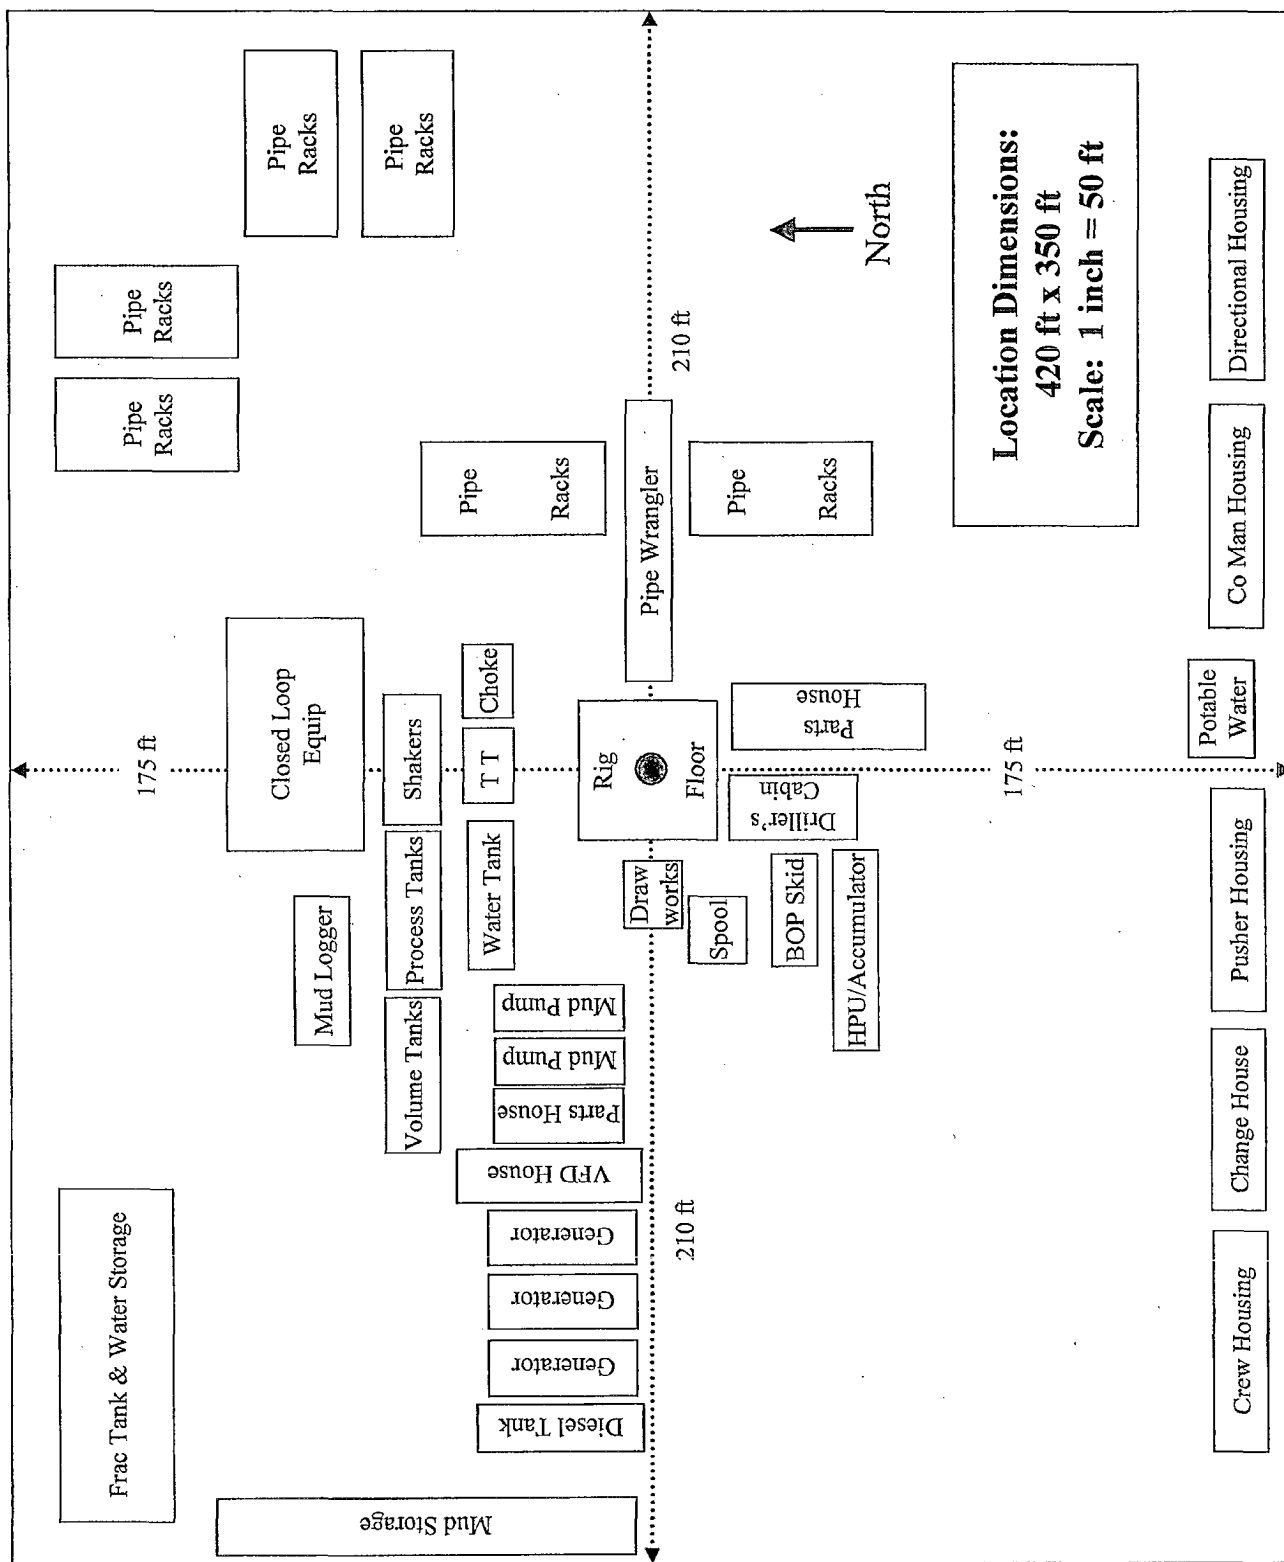 Frac Tank & Water Storage
Mud Storage
Diesel Tank
Generator
Generator
Generator
VFD House
Parts House
Mud Pump
Mud Pump
Volume Tanks
Process Tanks
Shakers
Mud Logger
Water Tank
T T
Choke
Closed Loop
Equip
175 ft
Pipe
Racks
Pipe
Racks
Pipe
Racks
Pipe
Racks
Pipe
Racks
Pipe
Racks
Pipe Wrangler
210 ft
210 ft
Rig
Floor
Draw
works
Spool
BOP Skid
HPU/Accumulator
Driller's
Cabin
Parts
House
175 ft
North
Location Dimensions:
420 ft x 350 ft
Scale: 1 inch = 50 ft
Crew Housing
Change House
Pusher Housing
Potable
Water
Co Man Housing
Directional Housing